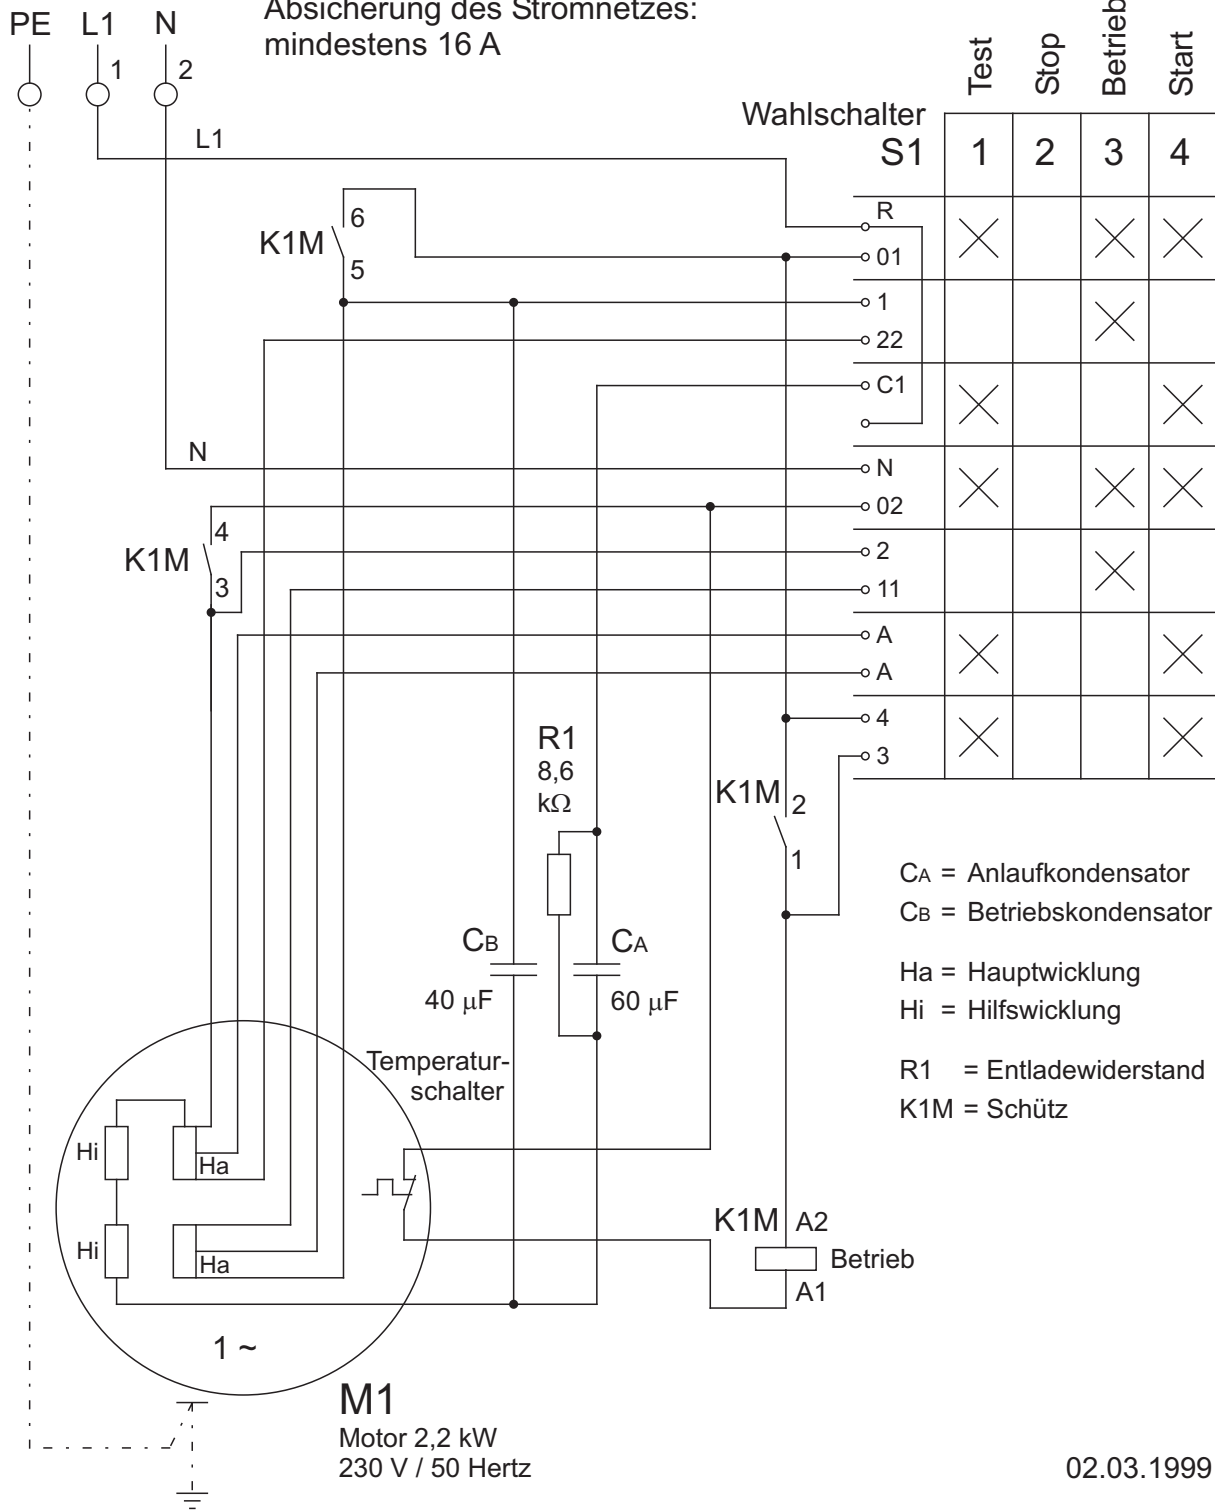 Absicherung des Stromnetzes:
mindestens 16 A
PE L1 N
1 2
L1
Test
Stop
Betrieb
Start
Wahlschalter
S1 1 2 3 4
R
01
1
22
C1
N
02
2
11
A
A
4
3
K1M 6
5
N
K1M 4
3
R1
8,6
kΩ
K1M 2
1
CB
40 µF
CA
60 µF
CA = Anlaufkondensator
CB = Betriebskondensator
Ha = Hauptwicklung
Hi = Hilfswicklung
R1 = Entladewiderstand
K1M = Schütz
Temperatur-
schalter
Hi Ha
Hi Ha
K1M A2
Betrieb
A1
1 ~
M1
Motor 2,2 kW
230 V / 50 Hertz
02.03.1999